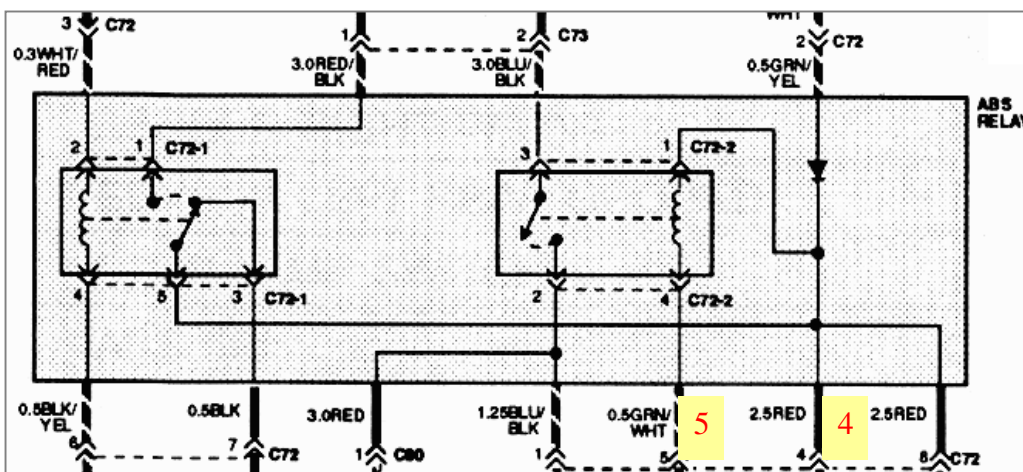 3 C72
0.3WHT/
RED
1
3.0RED/
BLK
2 C73
3.0BLU/
BLK
WHT
2 C72
0.5GRN/
YEL
ABS
RELAY
2 1 C72-1
3 1 C72-2
4 5 3 C72-1
2 4 C72-2
0.5BLK/
YEL
6
0.5BLK
7 C72
3.0RED
1 C80
1.25BLU/
BLK
1
0.5GRN/
WHT
5
5
2.5RED
4
4
2.5RED
8 C72